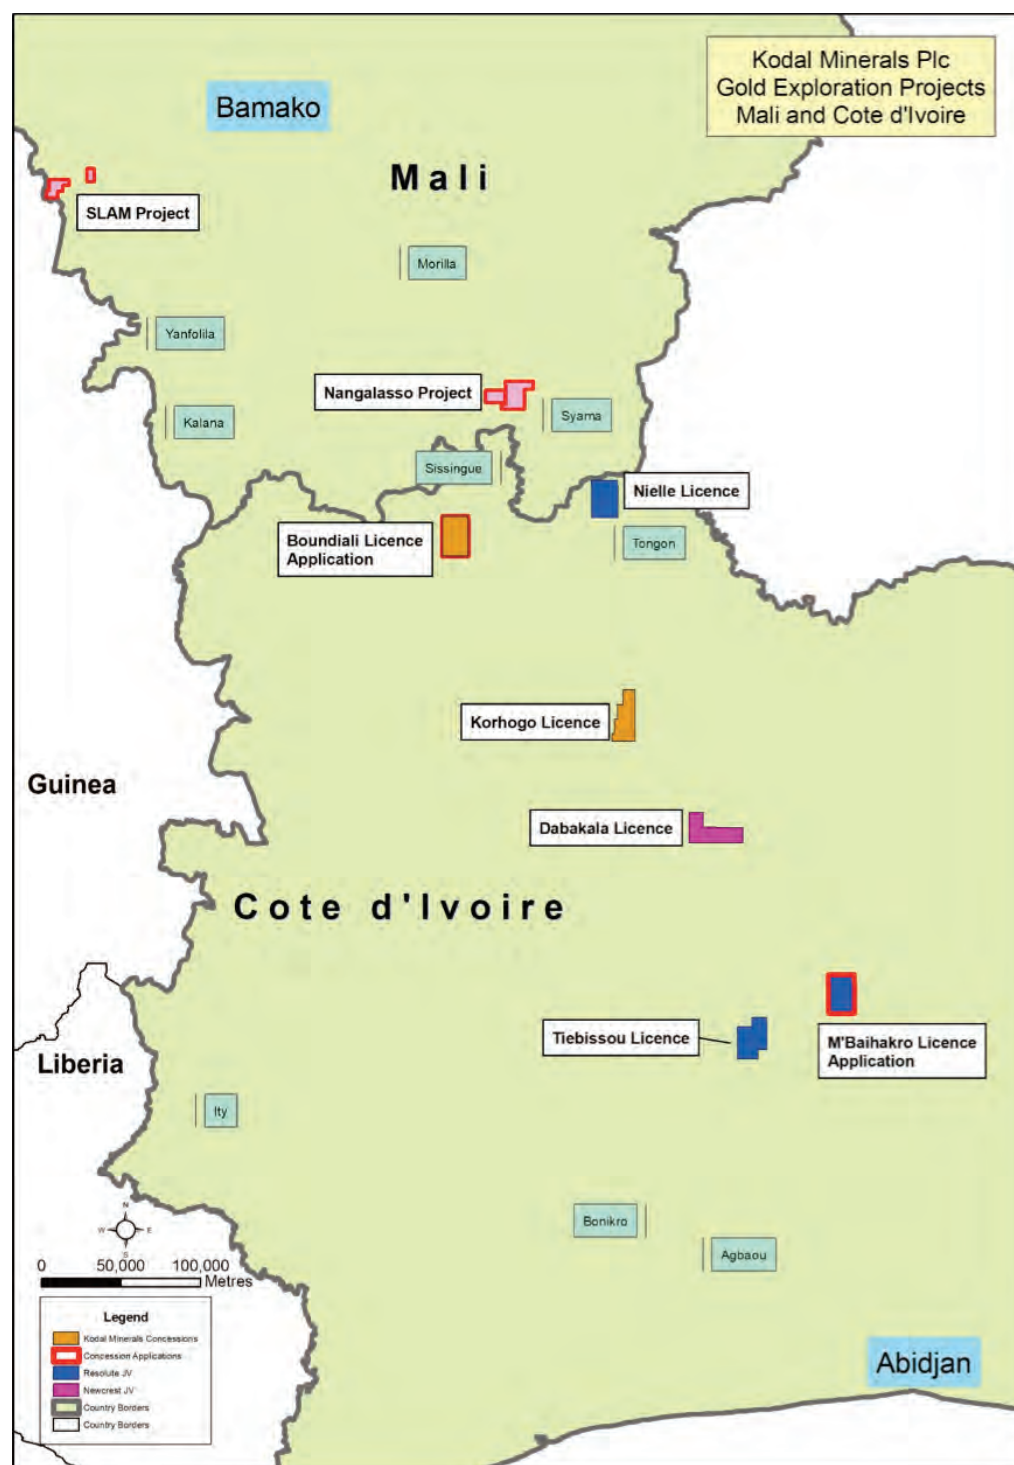 Kodal Minerals Plc
Gold Exploration Projects
Mali and Cote d'Ivoire
Bamako
Mali
SLAM Project
Morilla
Yanfolila
Nangalasso Project
Kalana
Syama
Sissingue
Nielle Licence
Boundiali Licence
Application
Tongon
Korhogo Licence
Guinea
Dabakala Licence
Cote d'Ivoire
Tiebissou Licence
M'Baihakro Licence
Application
Liberia
Ity
Bonikro
Agbaou
N
W E
S
0 50,000 100,000
Metres
Legend
Kodal Minerals Concessions
Concession Applications
Resolute JV
Newcrest JV
Country Borders
Country Borders
Abidjan